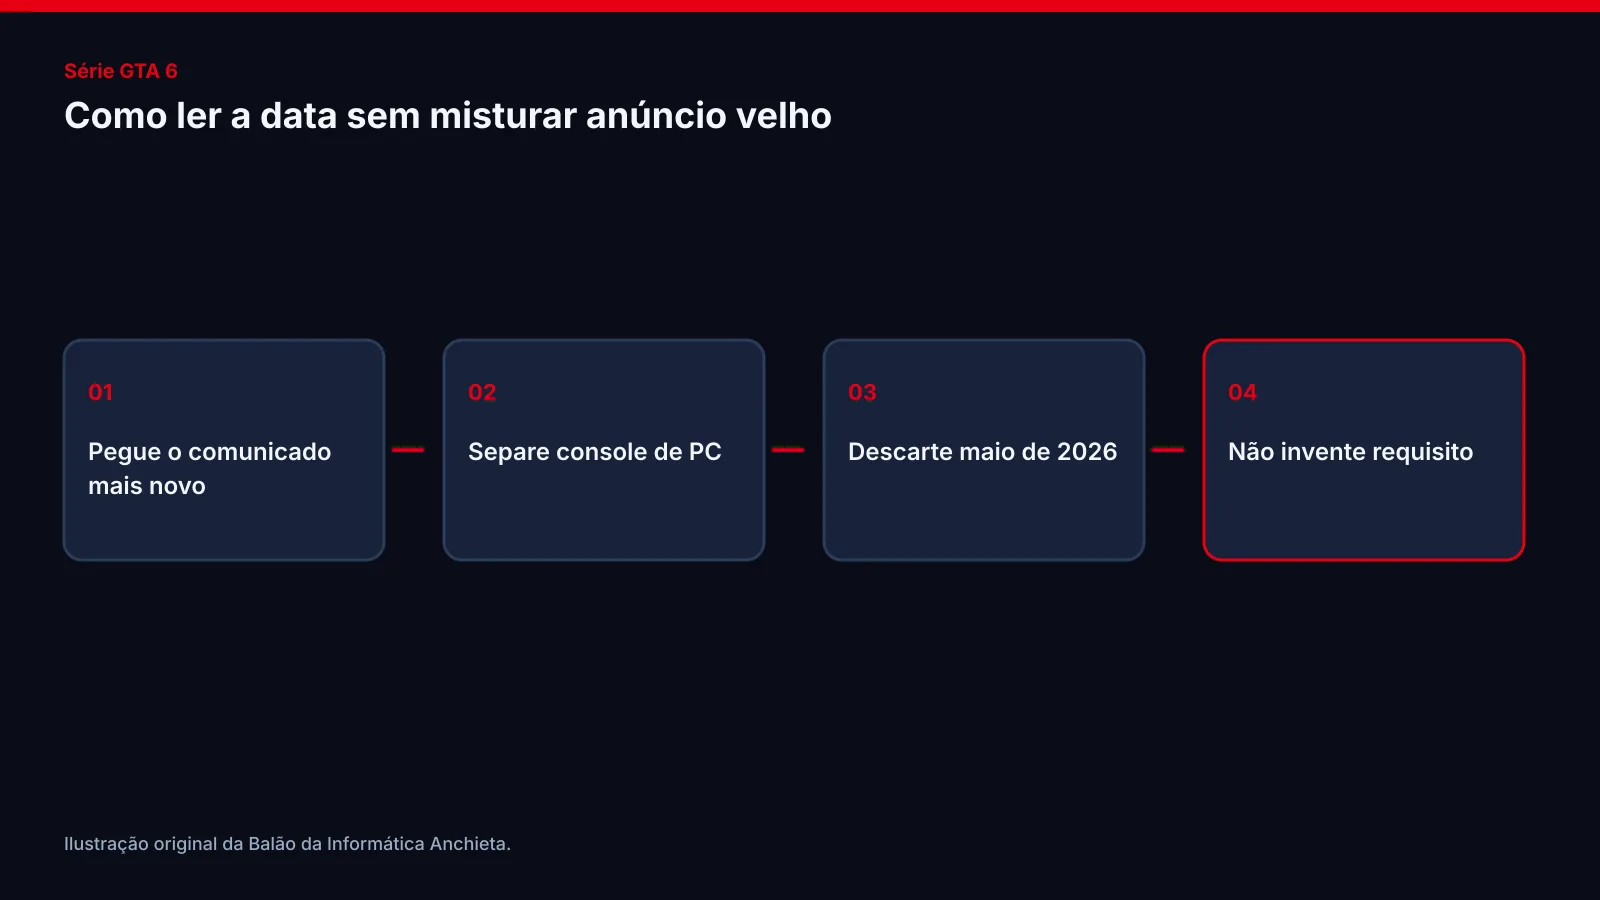 Série GTA 6
Como ler a data sem misturar anúncio velho
01
Pegue o comunicado
mais novo
02
Separe console de PC
03
Descarte maio de 2026
04
Não invente requisito
Ilustração original da Balão da Informática Anchieta.